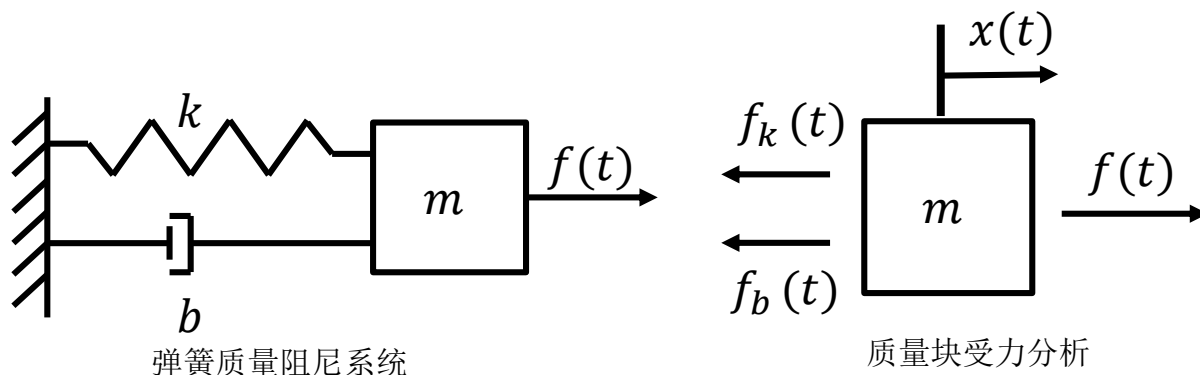 k
m
f(t)
b
弹簧质量阻尼系统
x(t)
f_k(t)
m
f(t)
f_b(t)
质量块受力分析